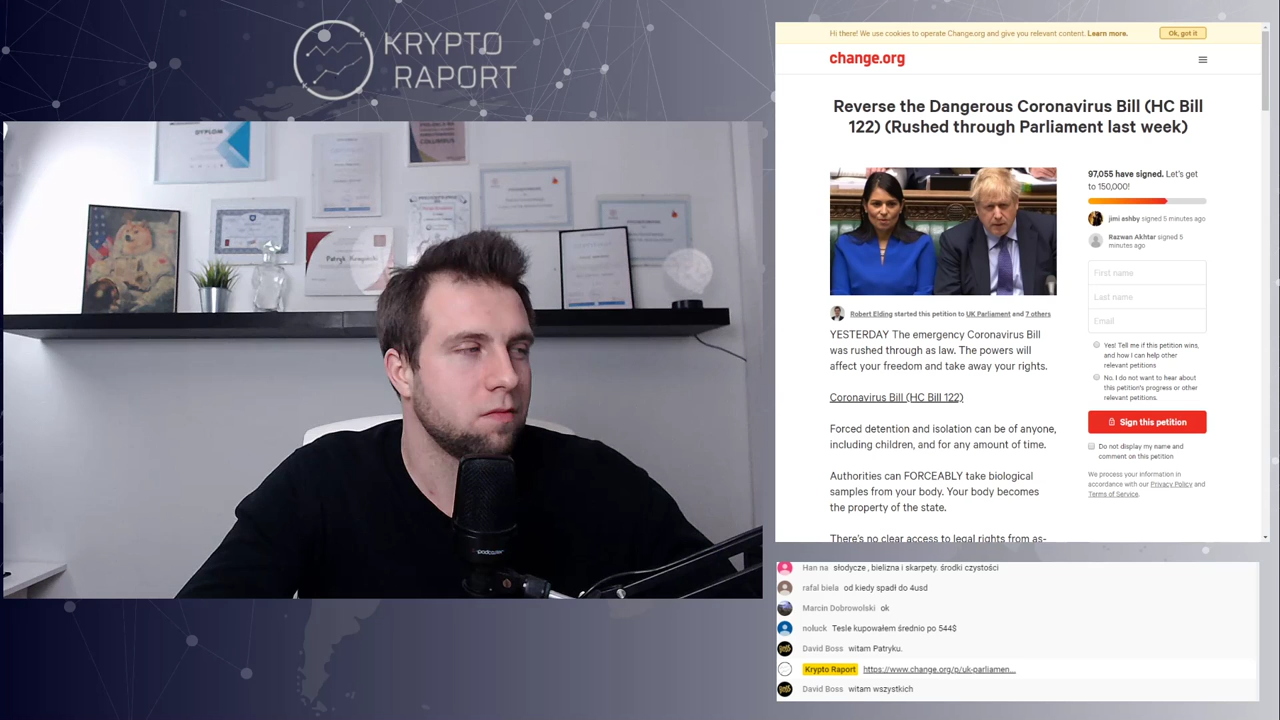 KRYPTO
RAPORT
DYPLOM
Hi there! We use cookies to operate Change.org and give you relevant content. Learn more.
Ok, got it
change.org
Reverse the Dangerous Coronavirus Bill (HC Bill
122) (Rushed through Parliament last week)
97,055 have signed. Let's get
to 150,000!
jimi ashby signed 5 minutes ago
Razwan Akhtar signed 5
minutes ago
First name
Last name
Email
Robert Elding started this petition to UK Parliament and 7 others
YESTERDAY The emergency Coronavirus Bill
was rushed through as law. The powers will
affect your freedom and take away your rights.
Coronavirus Bill (HC Bill 122)
Forced detention and isolation can be of anyone,
including children, and for any amount of time.
Authorities can FORCEABLY take biological
samples from your body. Your body becomes
the property of the state.
There's no clear access to legal rights from as-
Yes! Tell me if this petition wins,
and how I can help other
relevant petitions
No. I do not want to hear about
this petition's progress or other
relevant petitions.
Sign this petition
Do not display my name and
comment on this petition
We process your information in
accordance with our Privacy Policy and
Terms of Service.
podcaster
Han na słodycze , bielizna i skarpety. środki czystości
rafal biela od kiedy spadł do 4usd
Marcin Dobrowolski ok
noluck Tesle kupowałem średnio po 544$
David Boss witam Patryku.
Krypto Raport https://www.change.org/p/uk-parliamen...
David Boss witam wszystkich